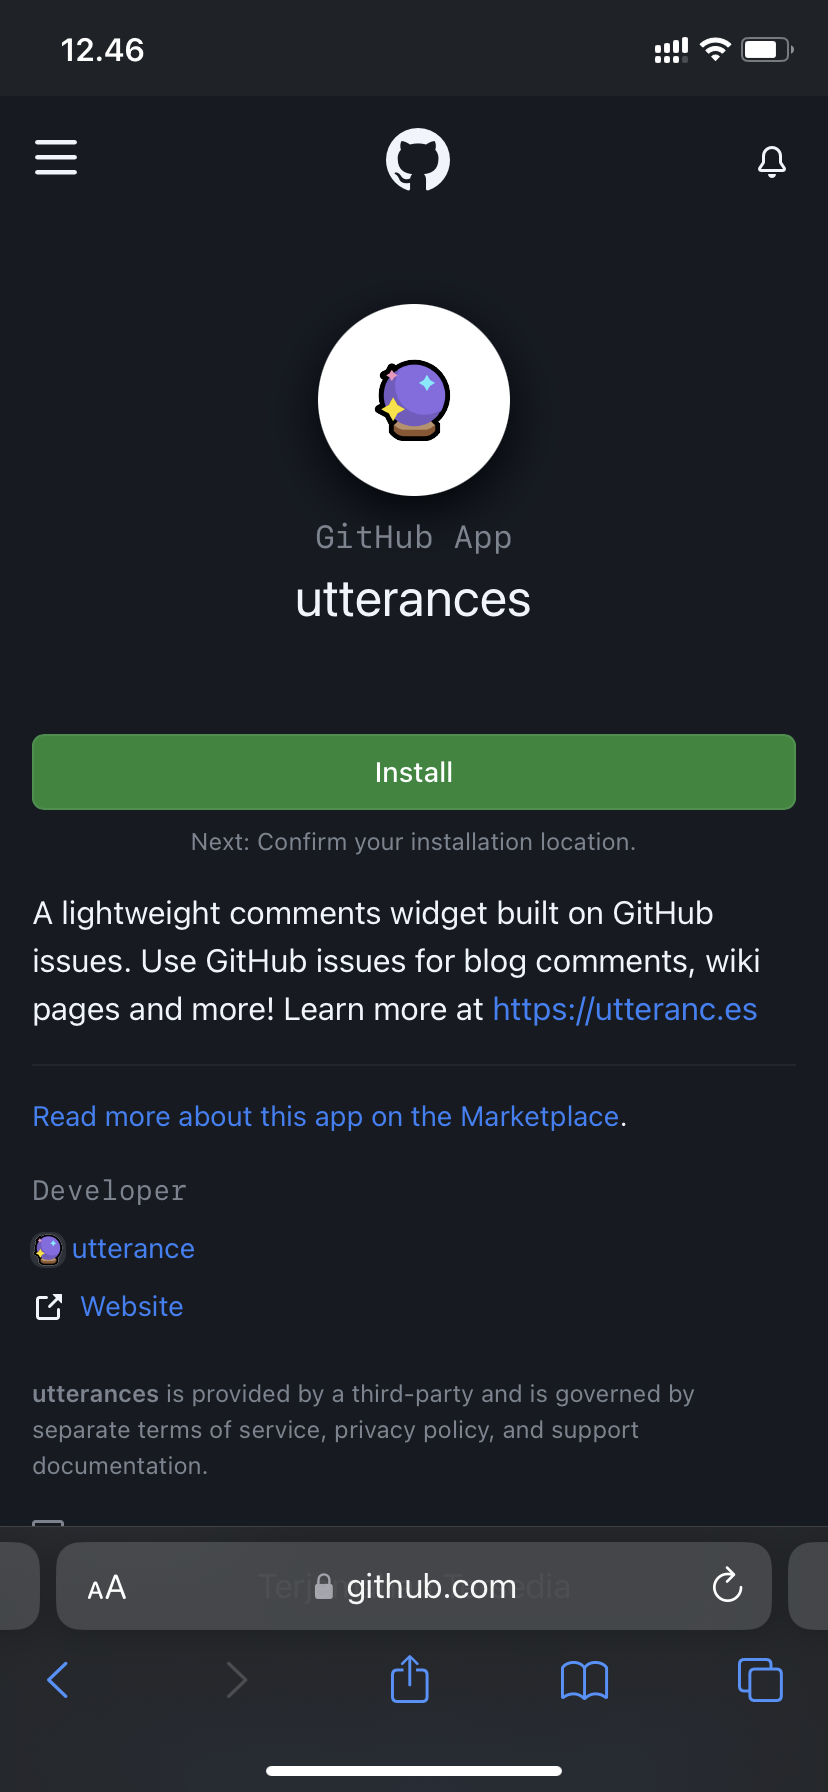 12.46
GitHub App
utterances
Install
Next: Confirm your installation location.
A lightweight comments widget built on GitHub
issues. Use GitHub issues for blog comments, wiki
pages and more! Learn more at https://utteranc.es
Read more about this app on the Marketplace.
Developer
utterance
Website
utterances is provided by a third-party and is governed by
separate terms of service, privacy policy, and support
documentation.
AA github.com